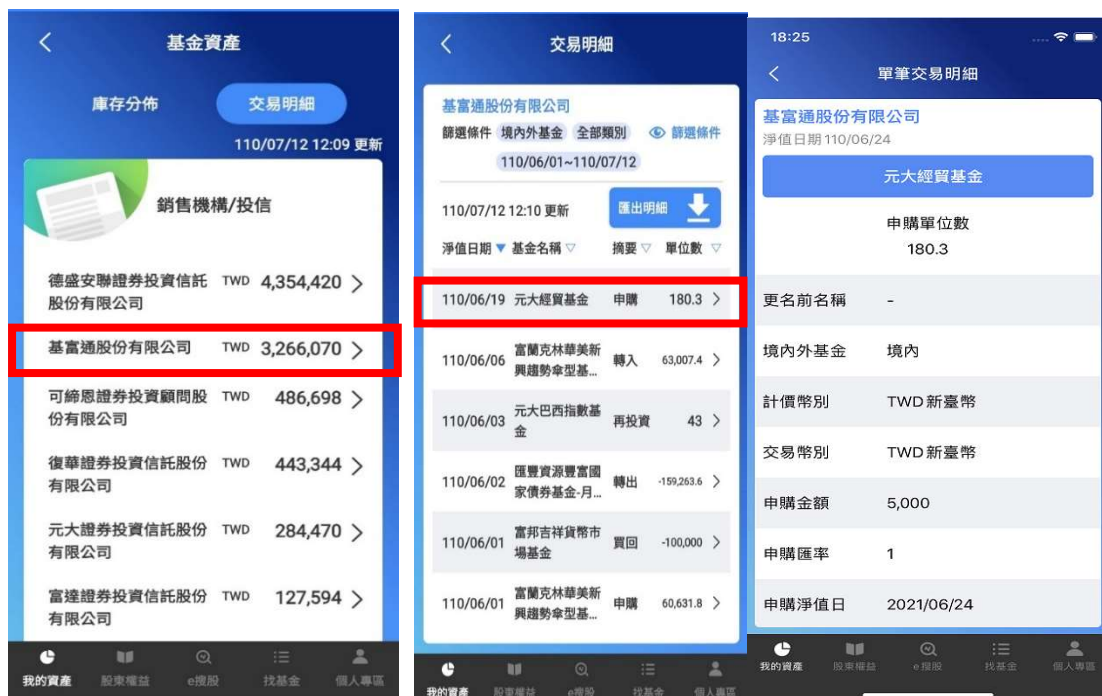 基金資產
庫存分佈 交易明細
110/07/12 12:09 更新
銷售機構/投信
德盛安聯證券投資信託 TWD 4,354,420
股份有限公司
基富通股份有限公司 TWD 3,266,070
可締恩證券投資顧問股 TWD 486,698
份有限公司
復華證券投資信託股份 TWD 443,344
有限公司
元大證券投資信託股份 TWD 284,470
有限公司
富達證券投資信託股份 TWD 127,594
有限公司
我的資產 股東權益 e搜股 找基金 個人專區
交易明細
基富通股份有限公司
篩選條件 境內外基金 全部類別 篩選條件
110/06/01~110/07/12
110/07/12 12:10 更新 匯出明細
淨值日期 基金名稱 摘要 單位數
110/06/19 元大經貿基金 申購 180.3
110/06/06 富蘭克林華美新興趨勢傘型基... 轉入 63,007.4
110/06/03 元大巴西指數基金 再投資 43
110/06/02 匯豐資源豐富國家債券基金-月... 轉出 -159,263.6
110/06/01 富邦吉祥貨幣市場基金 買回 -100,000
110/06/01 富蘭克林華美新興趨勢傘型基... 申購 60,631.8
我的資產 股東權益 e搜股 找基金 個人專區
18:25
單筆交易明細
基富通股份有限公司
淨值日期 110/06/24
元大經貿基金
申購單位數
180.3
更名前名稱 -
境內外基金 境內
計價幣別 TWD 新臺幣
交易幣別 TWD 新臺幣
申購金額 5,000
申購匯率 1
申購淨值日 2021/06/24
我的資產 股東權益 e搜股 找基金 個人專區